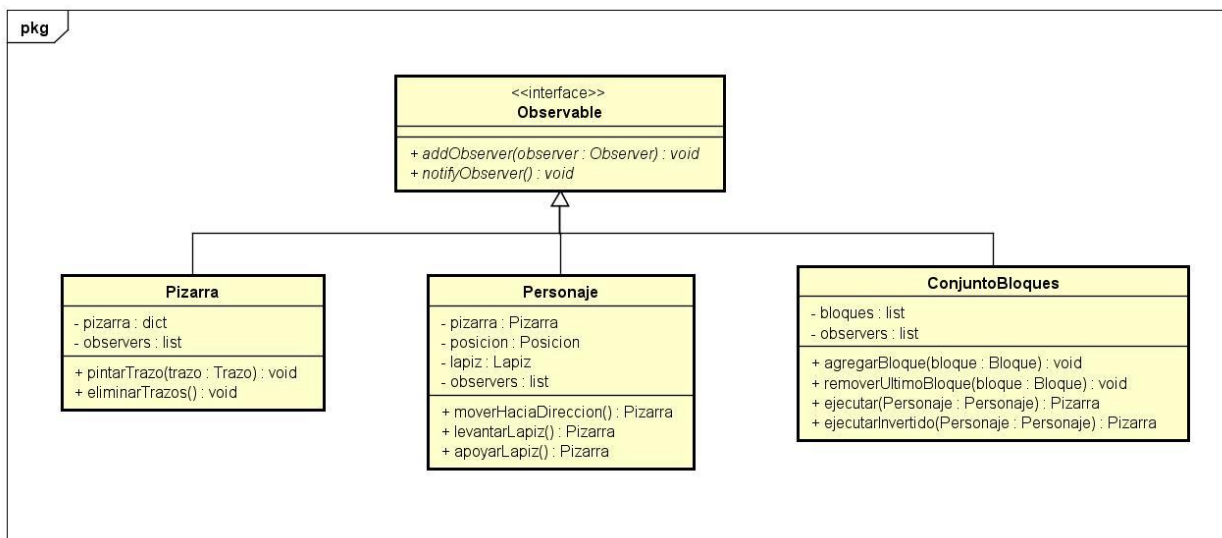 pkg
<<interface>>
Observable
+ addObserver(observer : Observer) : void
+ notifyObserver() : void
Pizarra
- pizarra : dict
- observers : list
+ pintarTrazo(trazo : Trazo) : void
+ eliminarTrazos() : void
Personaje
- pizarra : Pizarra
- posicion : Posicion
- lapiz : Lapiz
- observers : list
+ moverHaciaDireccion() : Pizarra
+ levantarLapiz() : Pizarra
+ apoyarLapiz() : Pizarra
ConjuntoBloques
- bloques : list
- observers : list
+ agregarBloque(bloque : Bloque) : void
+ removerUltimoBloque(bloque : Bloque) : void
+ ejecutar(Personaje : Personaje) : Pizarra
+ ejecutarInvertido(Personaje : Personaje) : Pizarra